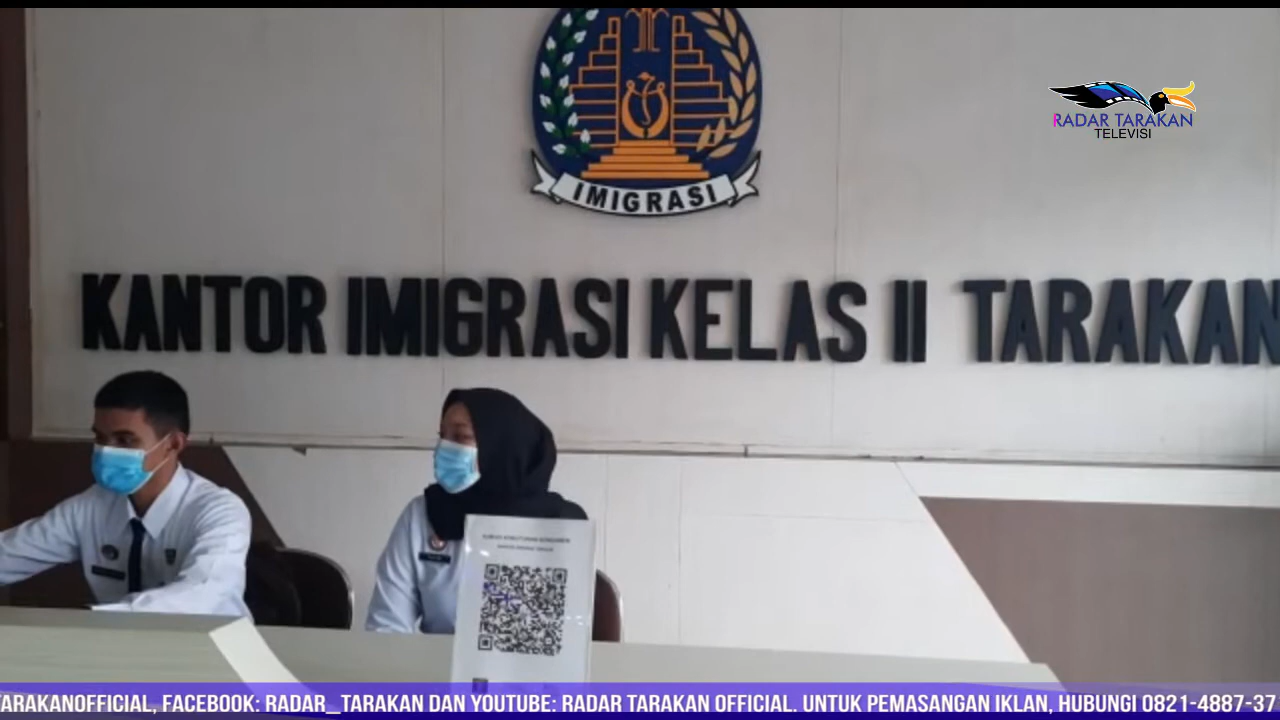 IMIGRASI
RADAR TARAKAN
TELEVISI
KANTOR IMIGRASI KELAS II TARAKAN
TARAKANOFFICIAL, FACEBOOK: RADAR_TARAKAN DAN YOUTUBE: RADAR TARAKAN OFFICIAL. UNTUK PEMASANGAN IKLAN, HUBUNGI 0821-4887-37